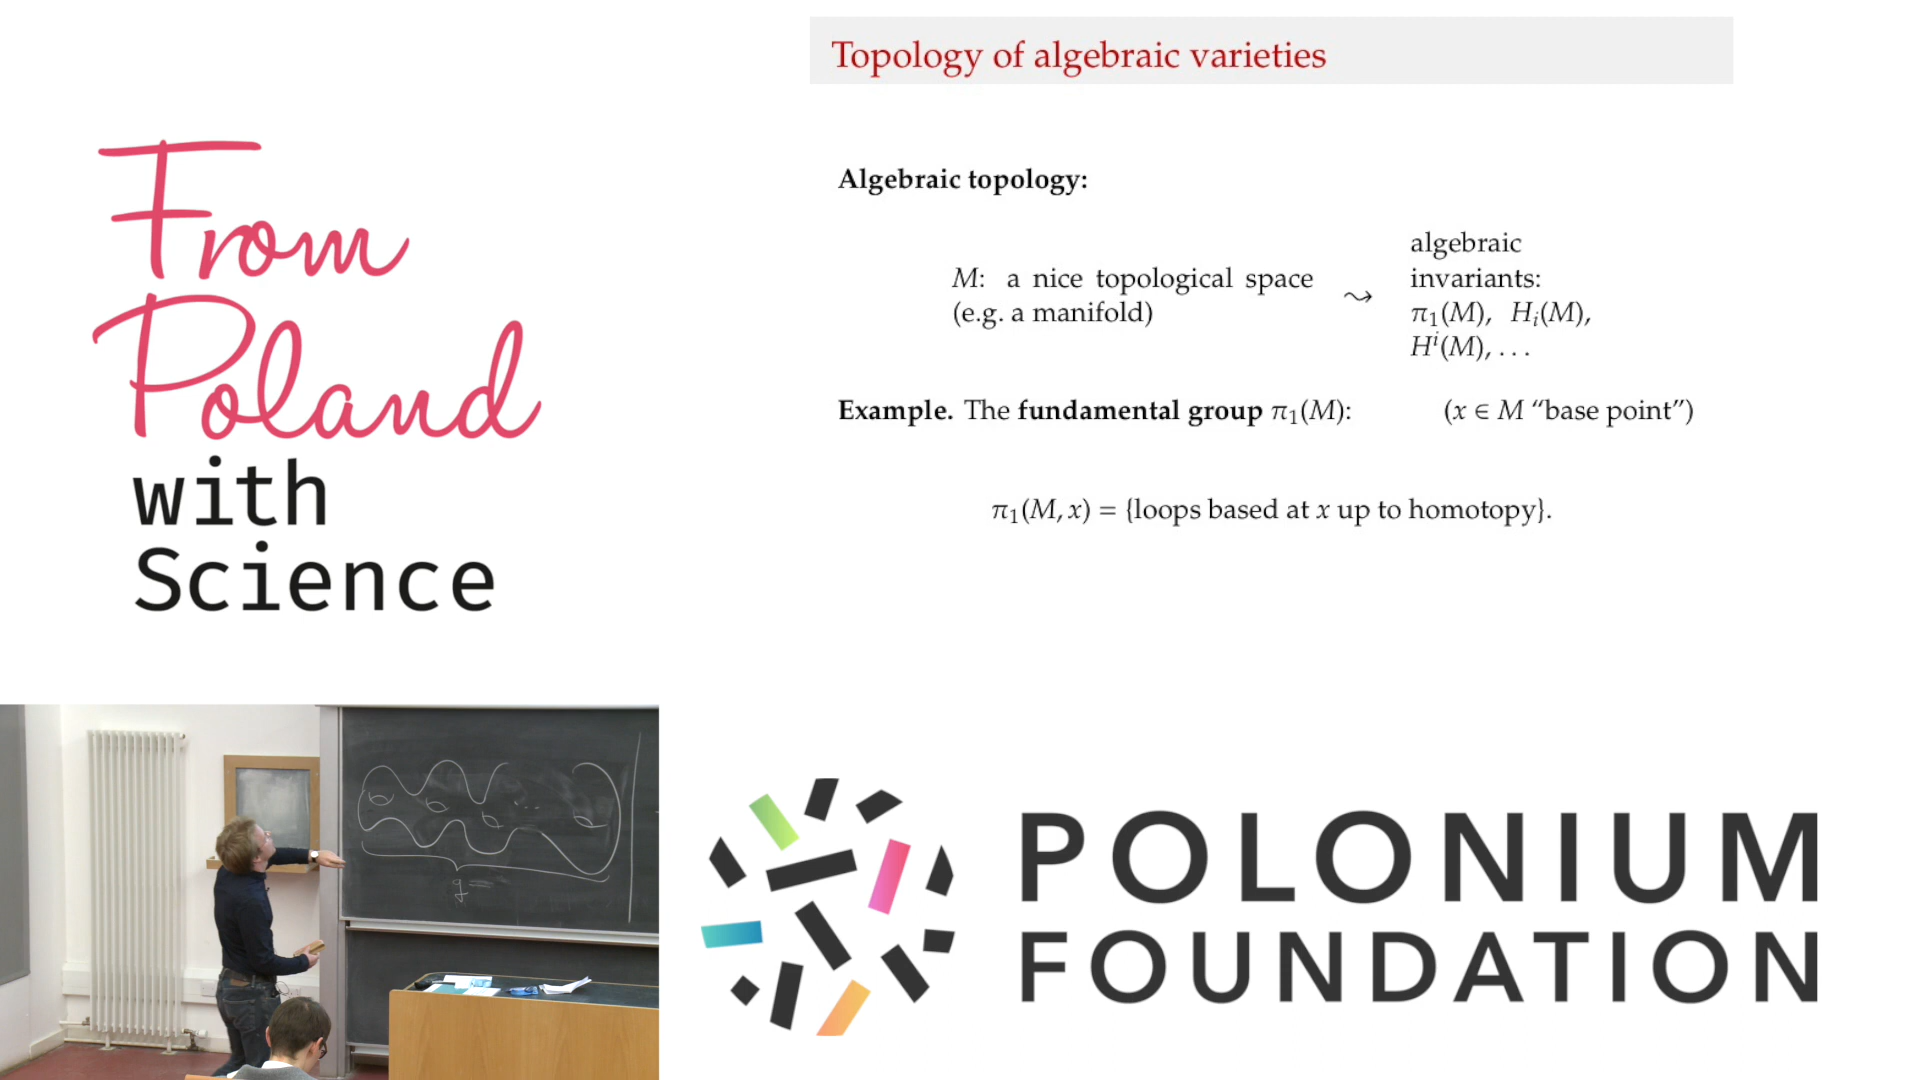 Topology of algebraic varieties
From
Poland
with
Science
Algebraic topology:
M: a nice topological space
(e.g. a manifold)
⇝
algebraic
invariants:
π₁(M), Hᵢ(M),
Hⁱ(M), . . .
Example. The fundamental group π₁(M): (x ∈ M “base point”)
π₁(M, x) = {loops based at x up to homotopy}.
POLONIUM
FOUNDATION